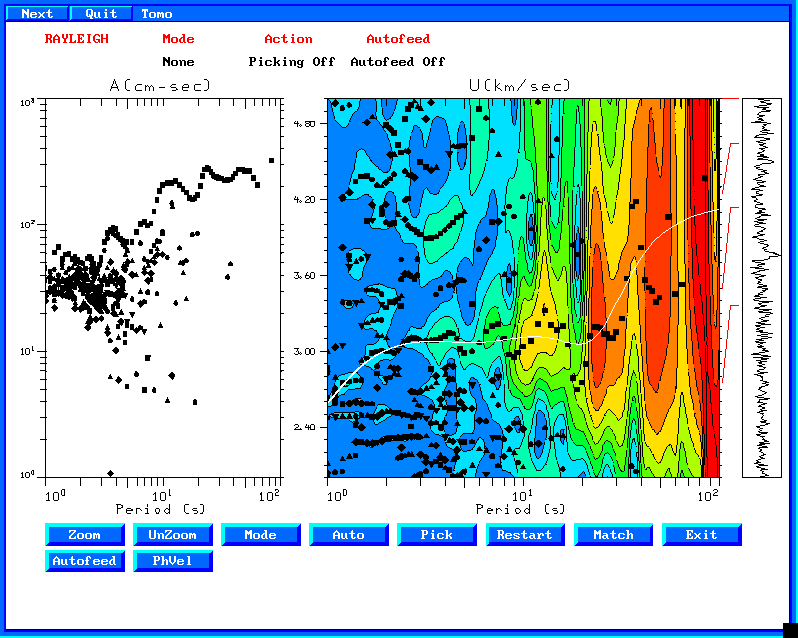 Next Quit Tomo
RAYLEIGH Mode Action Autofeed
None Picking Off Autofeed Off
A(cm-sec) U(km/sec)
10³
10²
10¹
10⁰
4.80
4.20
3.60
3.00
2.40
10⁰ 10¹ 10² 10⁰ 10¹ 10²
Period (s) Period (s)
Zoom UnZoom Mode Auto Pick Restart Match Exit
Autofeed PhVel